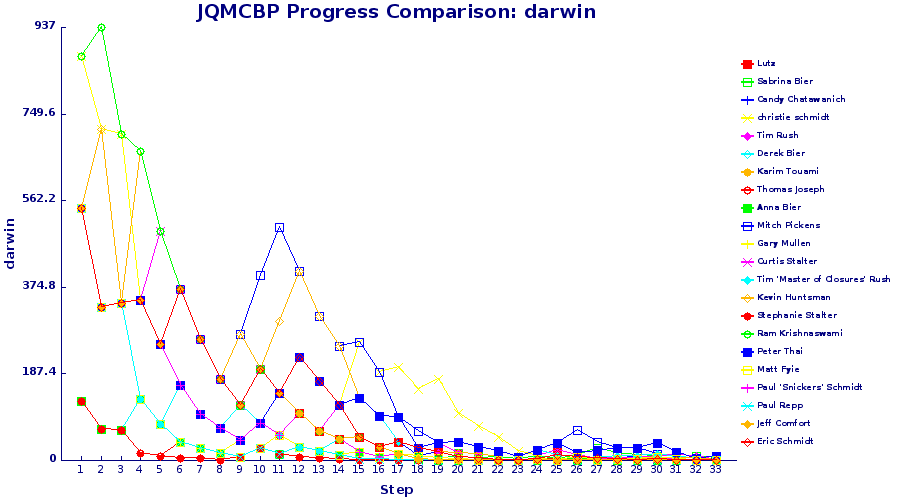 JQMCBP Progress Comparison: darwin
937
749.6
562.2
374.8
187.4
0
darwin
1 2 3 4 5 6 7 8 9 10 11 12 13 14 15 16 17 18 19 20 21 22 23 24 25 26 27 28 29 30 31 32 33
Step
Lutz
Sabrina Bier
Candy Chatawanich
christie schmidt
Tim Rush
Derek Bier
Karim Touami
Thomas Joseph
Anna Bier
Mitch Pickens
Gary Mullen
Curtis Stalter
Tim 'Master of Closures' Rush
Kevin Huntsman
Stephanie Stalter
Ram Krishnaswami
Peter Thai
Matt Pyle
Paul 'Snickers' Schmidt
Paul Repp
Jeff Comfort
Eric Schmidt